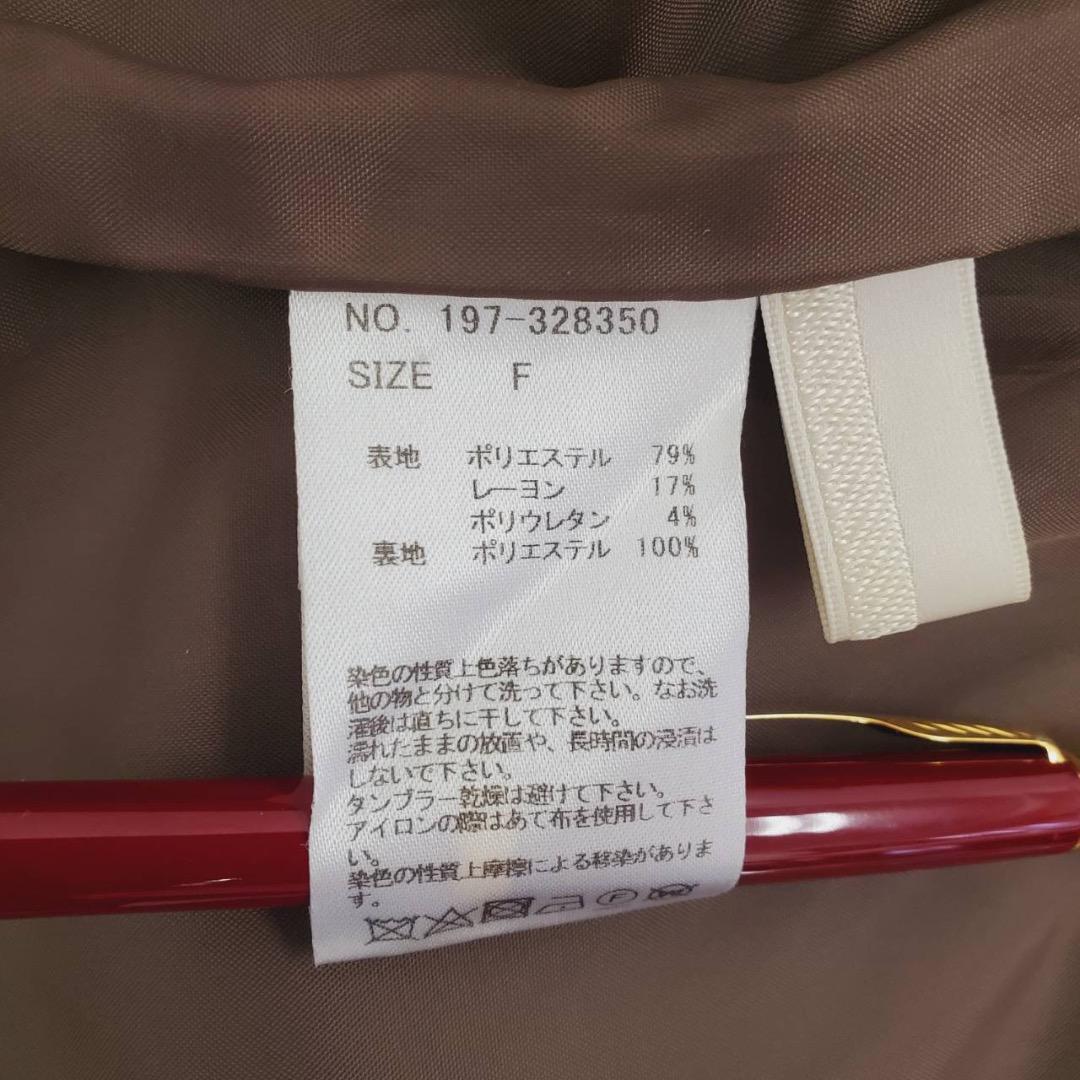 NO. 197-328350
SIZE F
表地 ポリエステル 79%
レーヨン 17%
ポリウレタン 4%
裏地 ポリエステル 100%
染色の性質上色落ちがありますので、
他の物と分けて洗って下さい。なお洗
濯後は直ちに干して下さい。
濡れたままの放置や、長時間の浸漬は
しないで下さい。
タンブラー乾燥は避けて下さい。
アイロンの際はあて布を使用して下さ
い。
染色の性質上摩擦による移染がありま
す。